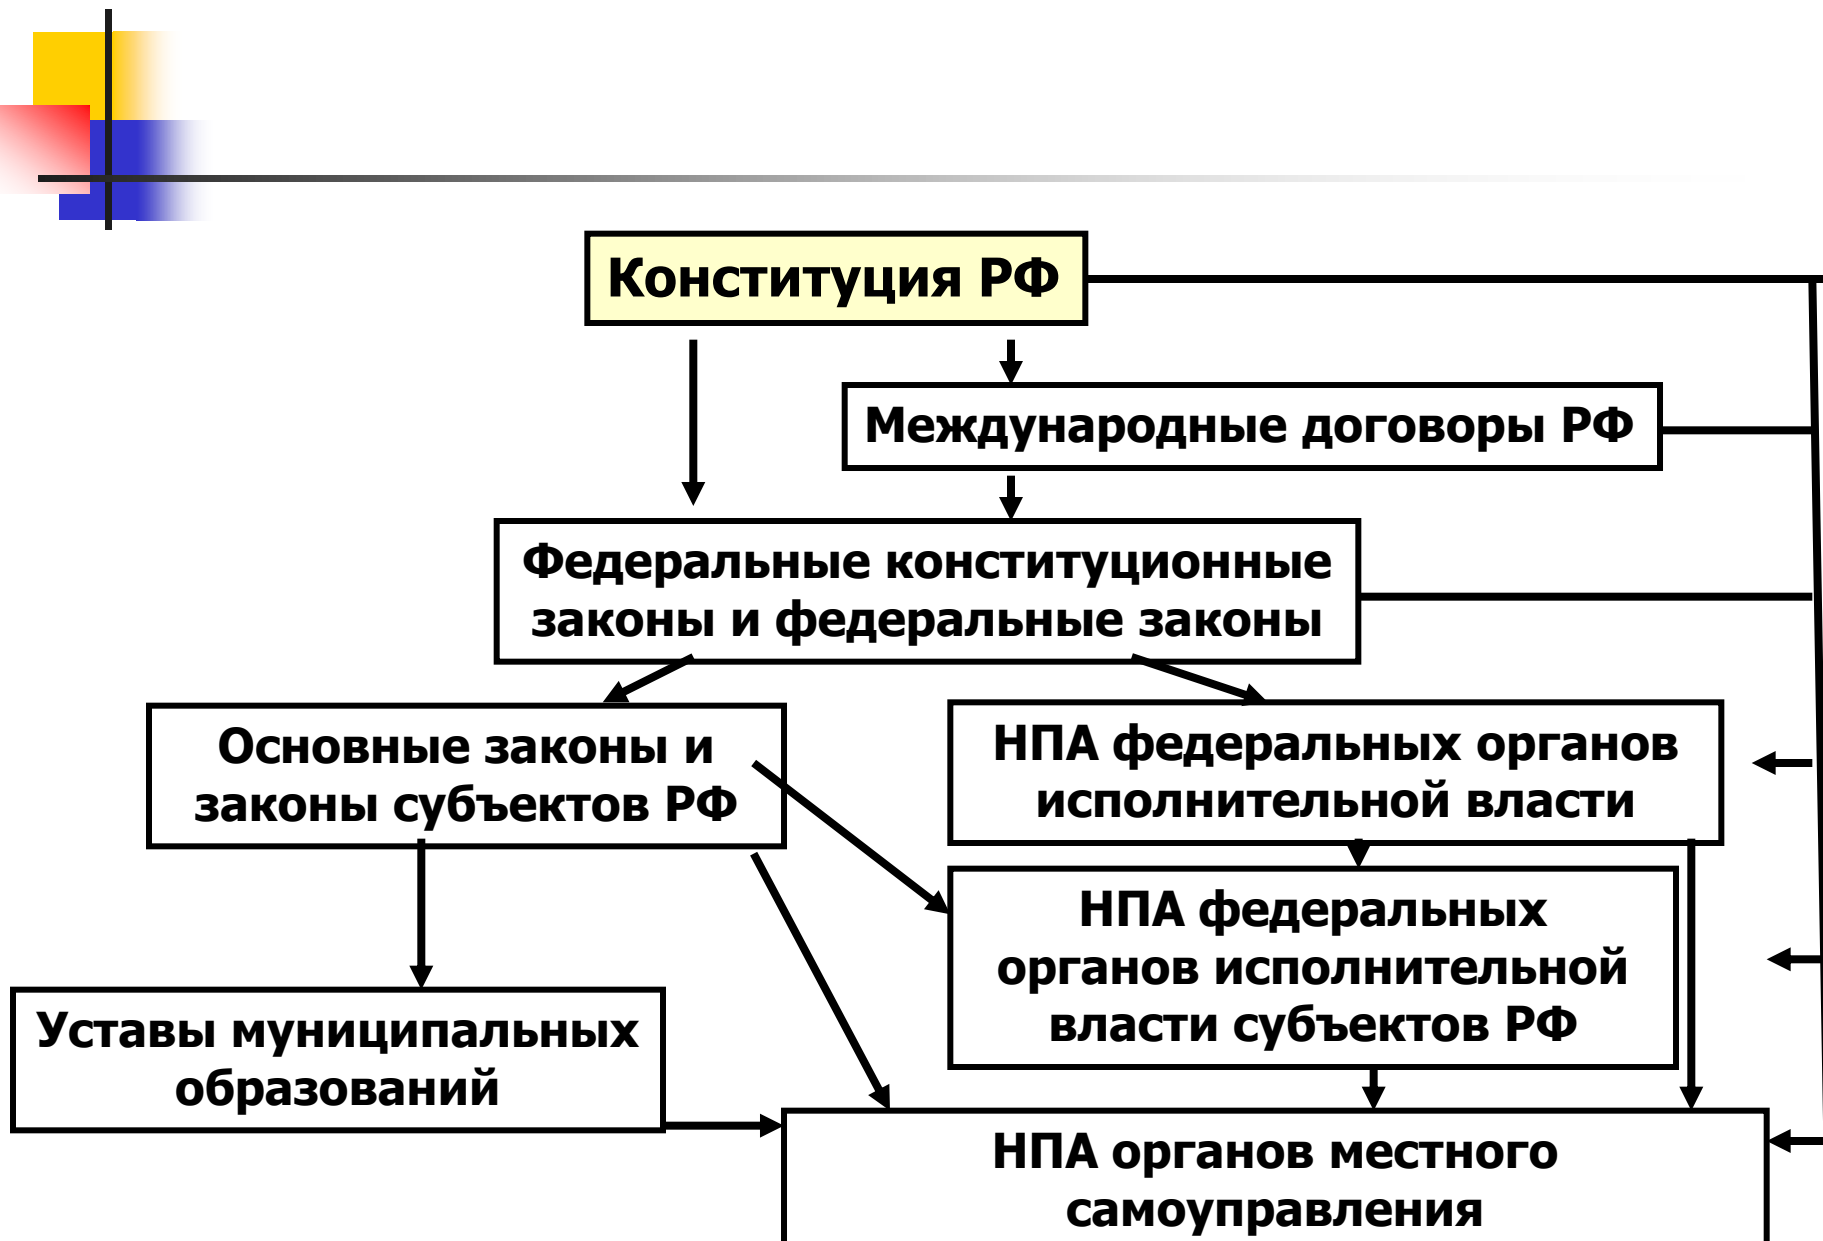 Конституция РФ
Международные договоры РФ
Федеральные конституционные
законы и федеральные законы
Основные законы и
законы субъектов РФ
НПА федеральных органов
исполнительной власти
НПА федеральных
органов исполнительной
власти субъектов РФ
Уставы муниципальных
образований
НПА органов местного
самоуправления